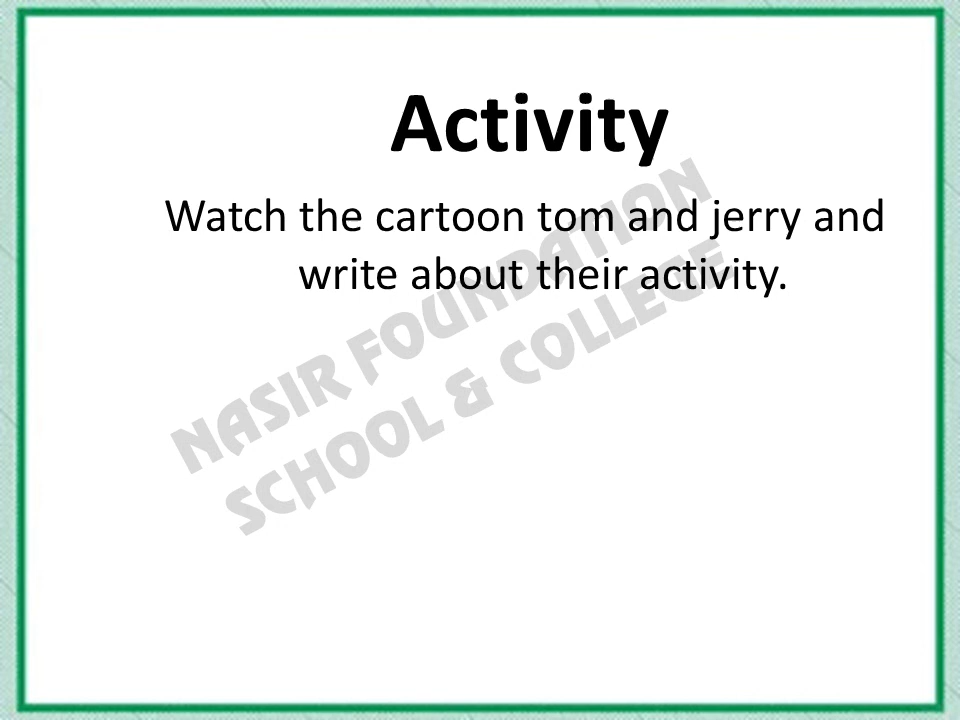 Activity
Watch the cartoon tom and jerry and
write about their activity.
NASIR FOUNDATION
SCHOOL & COLLEGE